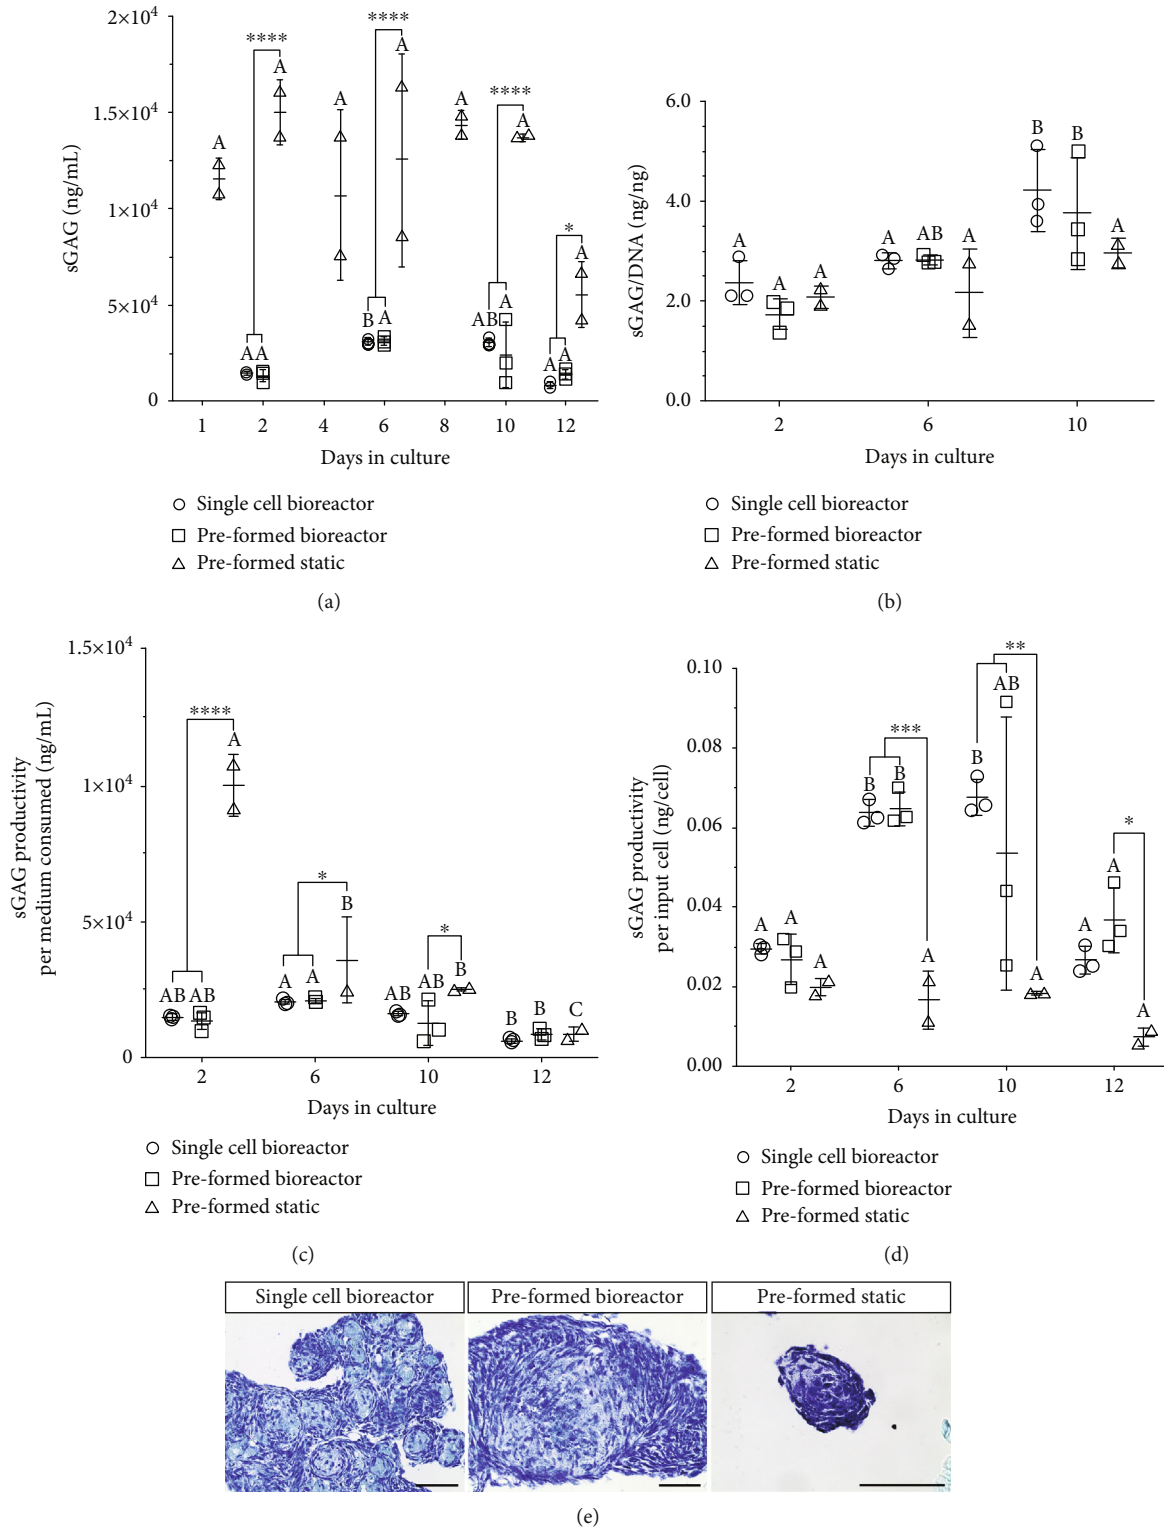 2×10⁴
1.5×10⁴
1×10⁴
5×10⁴
0
sGAG (ng/mL)
**** **** **** *
A A A A A A A
A A B A AB A A A
1 2 4 6 8 10 12
Days in culture
Single cell bioreactor
Pre-formed bioreactor
Pre-formed static
(a)
6.0
4.0
2.0
0.0
sGAG/DNA (ng/ng)
A A A A AB A B B A
2 6 10
Days in culture
Single cell bioreactor
Pre-formed bioreactor
Pre-formed static
(b)
1.5×10⁴
1×10⁴
5×10⁴
0
sGAG productivity
per medium consumed (ng/mL)
**** * *
AB AB A A A B AB AB B B B C
2 6 10 12
Days in culture
Single cell bioreactor
Pre-formed bioreactor
Pre-formed static
(c)
0.10
0.08
0.06
0.04
0.02
0.00
sGAG productivity
per input cell (ng/cell)
*** ** *
A A A B B A B AB A A A A
2 6 10 12
Days in culture
Single cell bioreactor
Pre-formed bioreactor
Pre-formed static
(d)
Single cell bioreactor Pre-formed bioreactor Pre-formed static
(e)